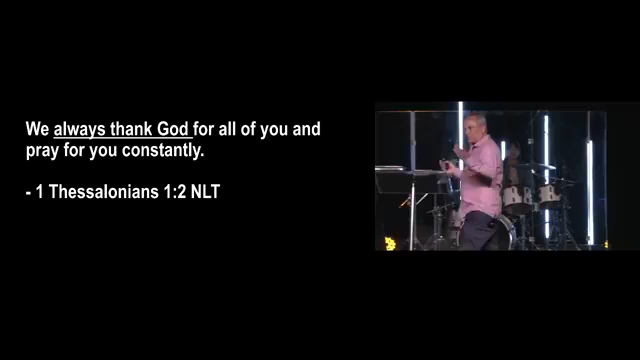 We always thank God for all of you and
pray for you constantly.
- 1 Thessalonians 1:2 NLT